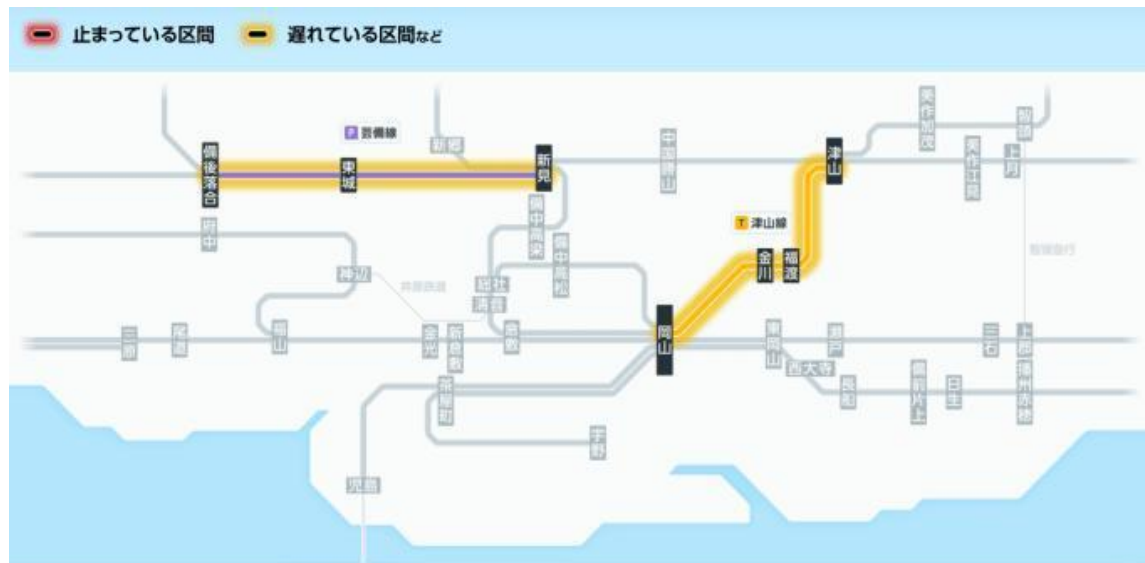 止まっている区間
遅れている区間など
P 芸備線
T 津山線
備後落合
東城
新見
新郷
中国勝山
津山
美作加茂
智頭
美作江見
上月
智頭急行
府中
備中高梁
備中高松
金川
福渡
神辺
井原鉄道
総社
清音
三原
尾道
福山
金光
新倉敷
倉敷
岡山
東岡山
瀬戸
三石
上郡
西大寺
長船
備前片上
日生
播州赤穂
茶屋町
宇野
児島